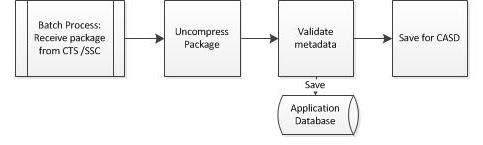 Batch Process:
Receive package
from CTS /SSC
Uncompress
Package
Validate
metadata
Save for CASD
Save
Application
Database